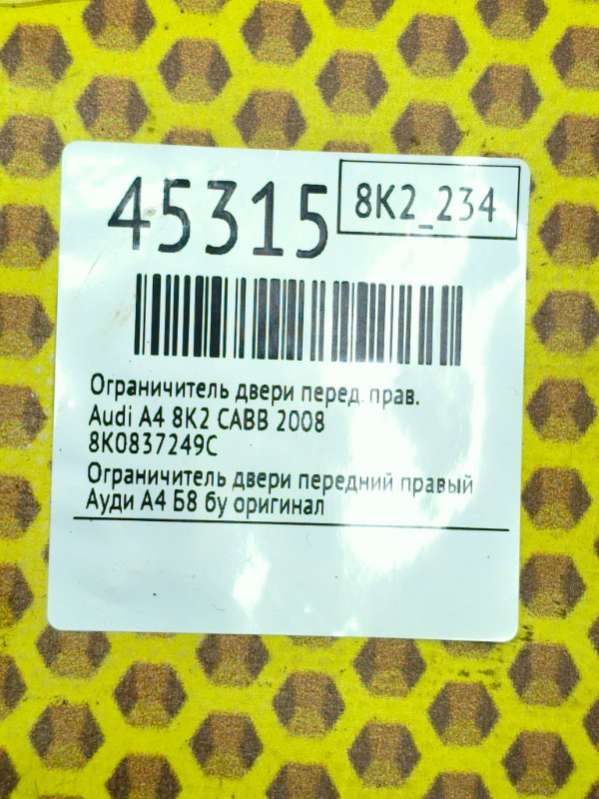 45315
8K2_234
Ограничитель двери перед. прав.
Audi A4 8K2 CABB 2008
8K0837249C
Ограничитель двери передний правый
Ауди А4 Б8 бу оригинал